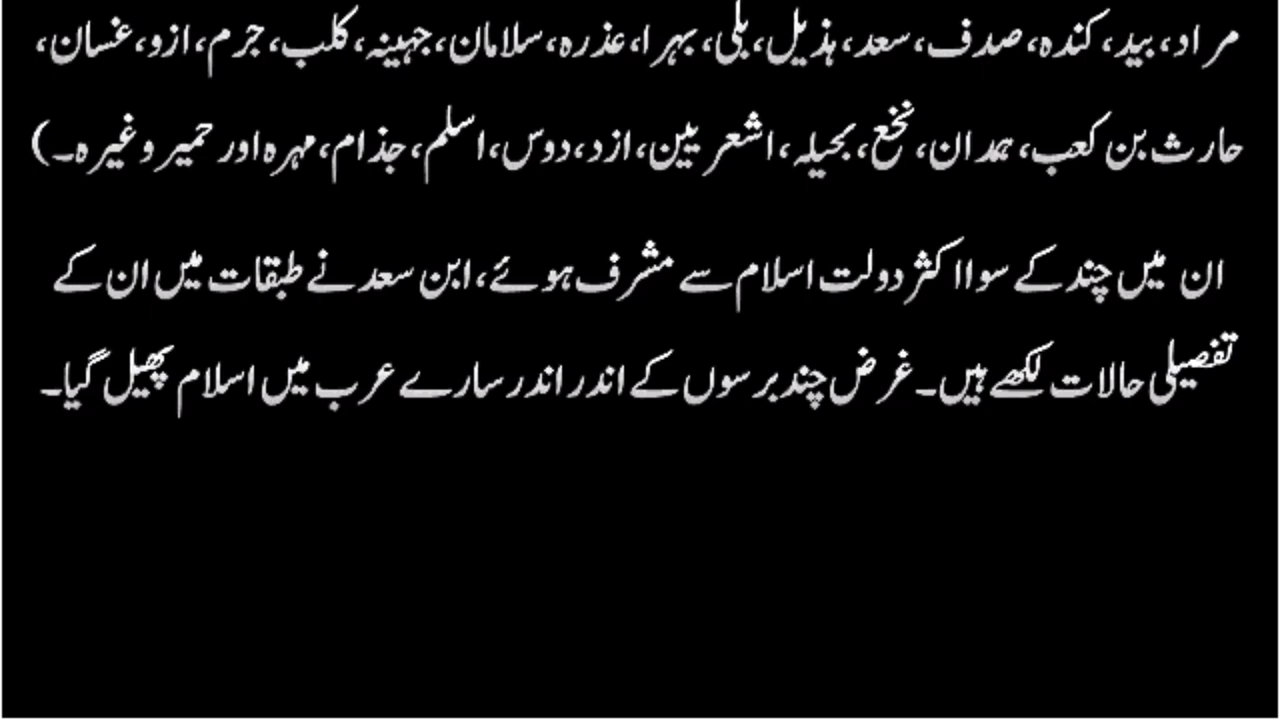 مراد، بید، کندہ، صدف، سعد، ہذیل، بلی، بہرا، عذرہ، سلامان، جہینہ، کلب، جرم، ازو، غسان،
حارث بن کعب، ہمدان، نخع، بجیلہ، اشعریین، ازد، دوس، اسلم، جذام، مہرہ اور حمیر وغیرہ۔)
ان میں چند کے سوا اکثر دولت اسلام سے مشرف ہوئے، ابن سعد نے طبقات میں ان کے
تفصیلی حالات لکھے ہیں۔ غرض چند برسوں کے اندر اندر سارے عرب میں اسلام پھیل گیا۔